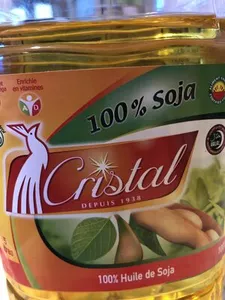 Enrichie
en vitamines
A D
100% Soja
Cristal
DEPUIS 1938
100% Huile de Soja